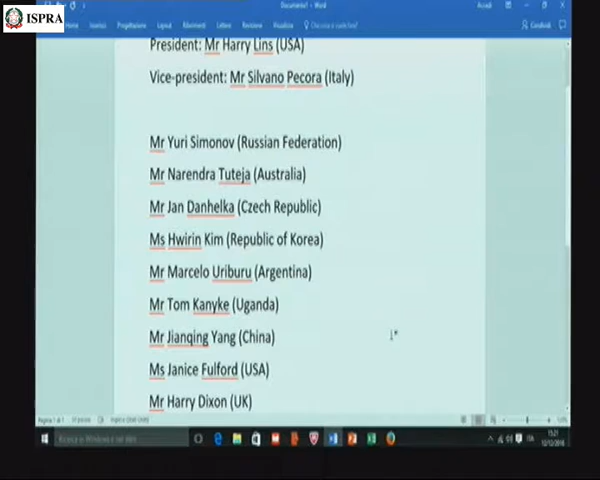 ISPRA
Documento1 - Word
President: Mr Harry Lins (USA)
Vice-president: Mr Silvano Pecora (Italy)
Mr Yuri Simonov (Russian Federation)
Mr Narendra Tuteja (Australia)
Mr Jan Danhelka (Czech Republic)
Ms Hwirin Kim (Republic of Korea)
Mr Marcelo Uriburu (Argentina)
Mr Tom Kanyke (Uganda)
Mr Jianqing Yang (China)
Ms Janice Fulford (USA)
Mr Harry Dixon (UK)